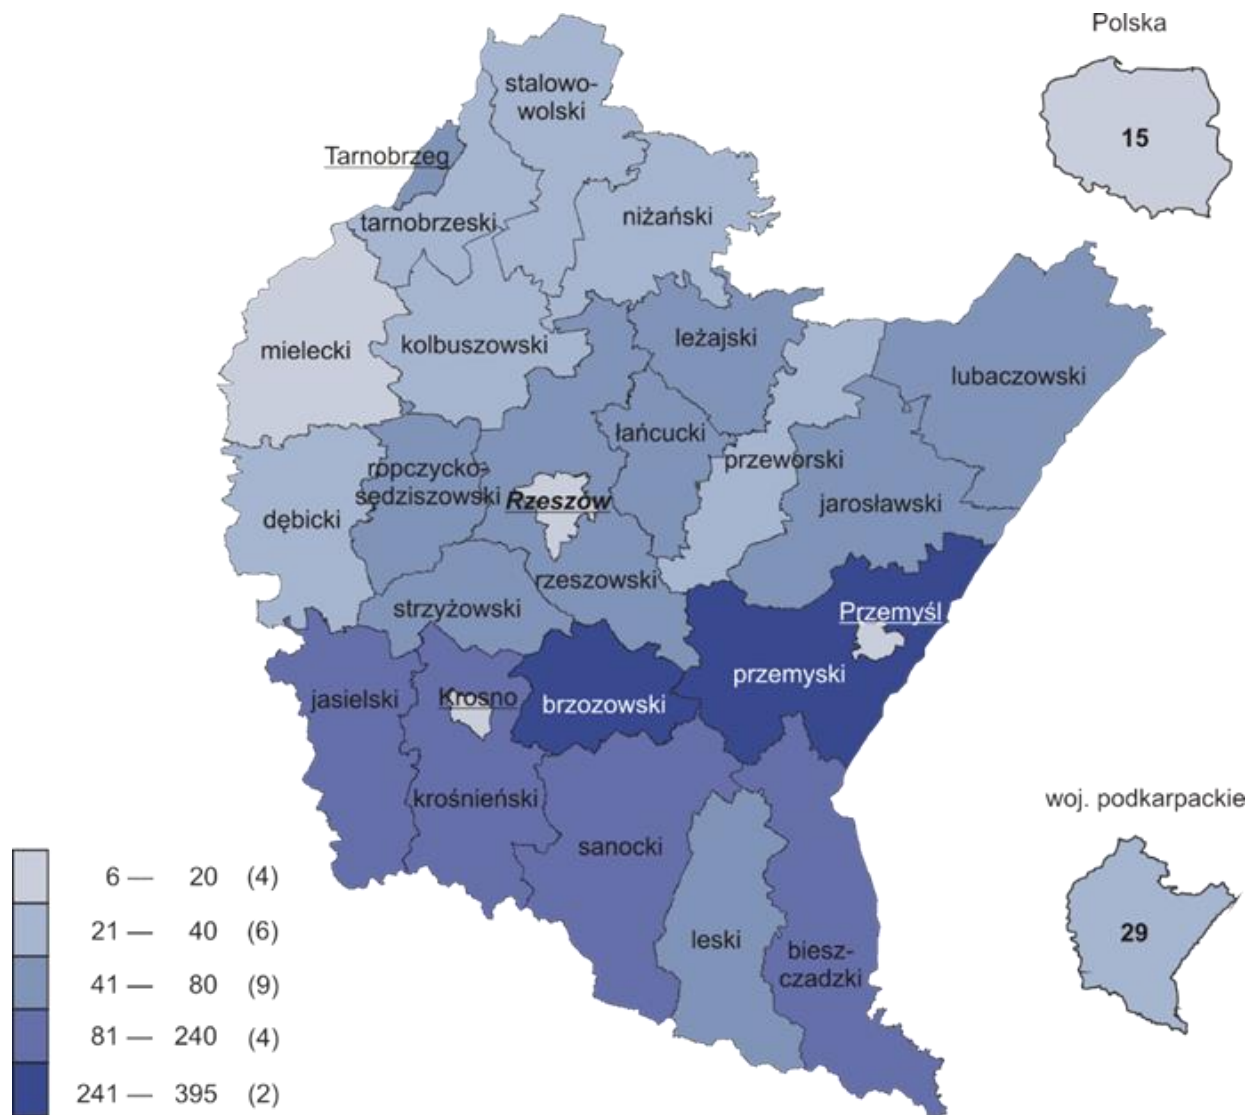 Polska
15
stalowo-
wolski
Tarnobrzeg
tarnobrzeski
niżański
mielecki
kolbuszowski
leżajski
lubaczowski
łańcucki
ropczycko-
sędziszowski
Rzeszów
przeworski
jarosławski
dębicki
rzeszowski
strzyżowski
Przemyśl
przemyski
jasielski
Krosno
brzozowski
krośnieński
sanocki
leski
biesz-
czadzki
woj. podkarpackie
29
6 — 20 (4)
21 — 40 (6)
41 — 80 (9)
81 — 240 (4)
241 — 395 (2)